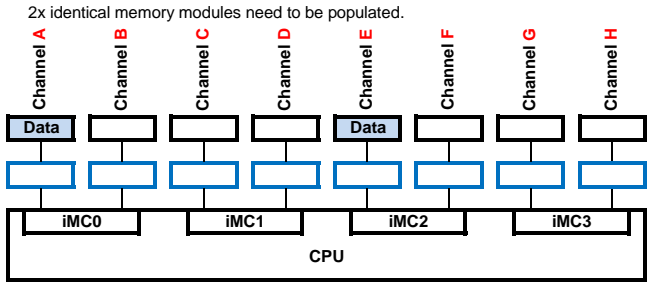 2x identical memory modules need to be populated.
Channel A
Channel B
Channel C
Channel D
Channel E
Channel F
Channel G
Channel H
Data
Data
iMC0
iMC1
iMC2
iMC3
CPU